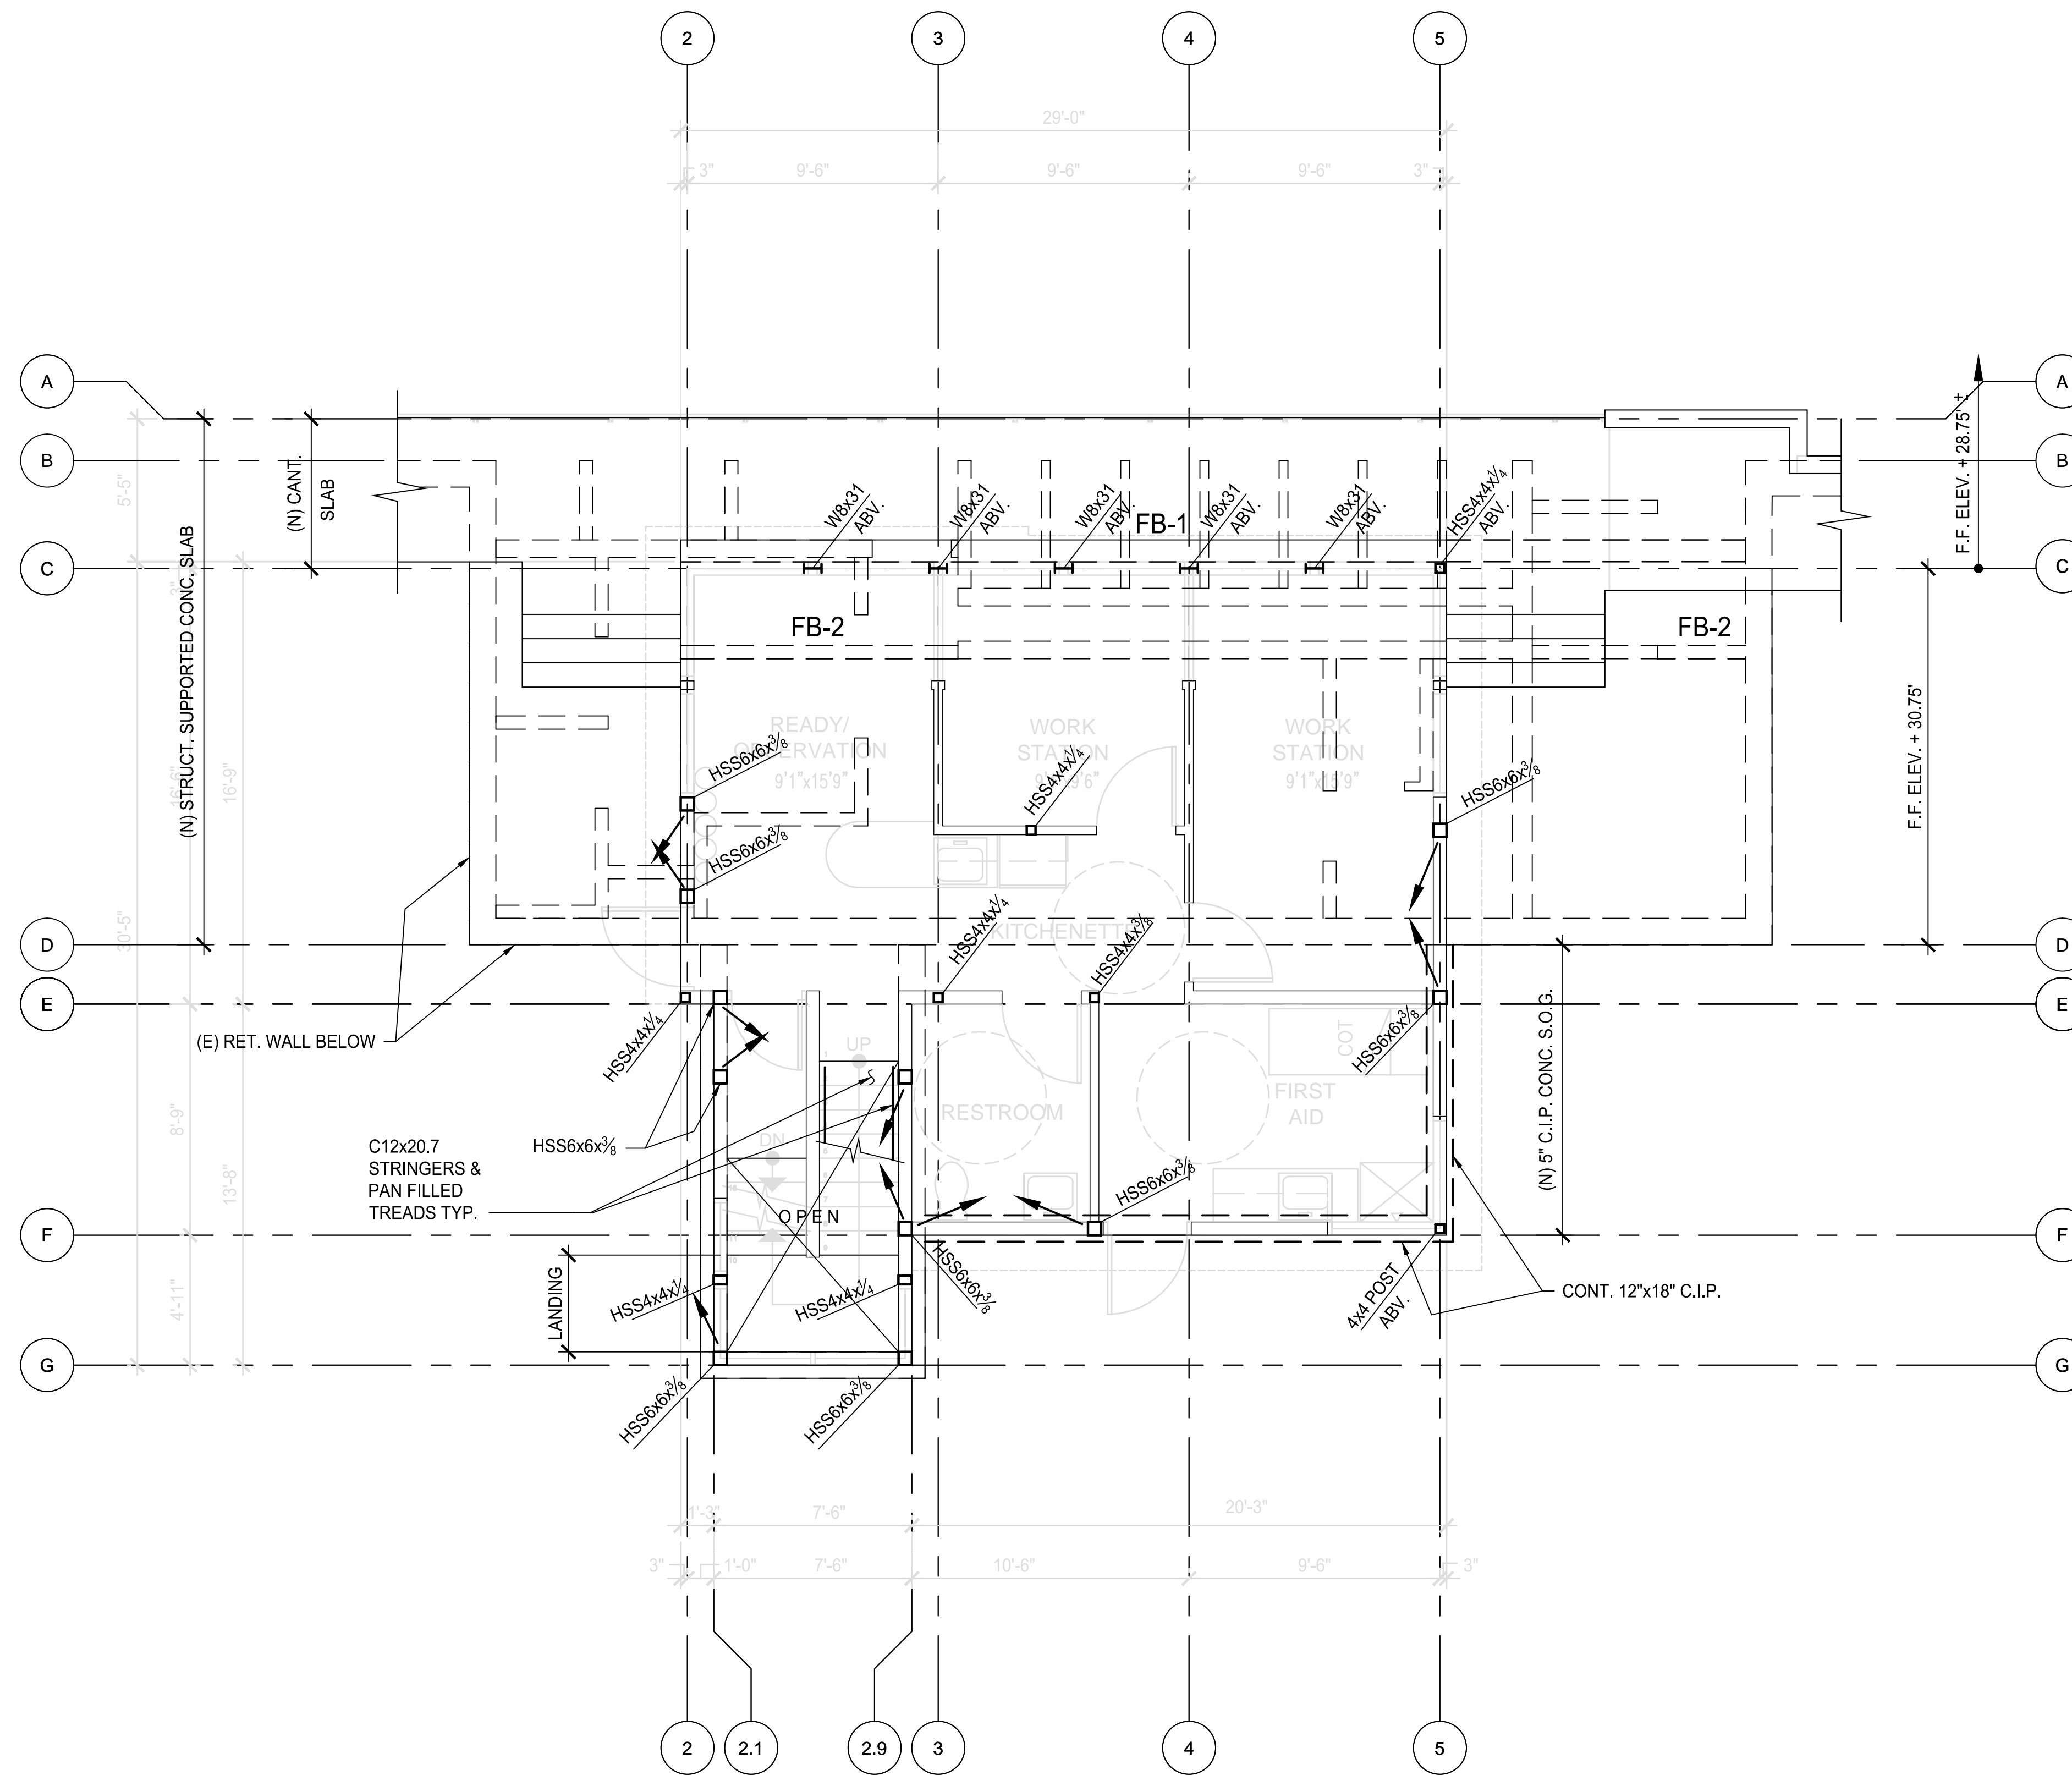 2
3
4
5
29'-0"
3"
9'-6"
9'-6"
9'-6"
3"
A
A
B
B
C
C
5'-5"
(N) CANT.
SLAB
F.F. ELEV. + 28.75' ±
W8x31
ABV.
W8x31
ABV.
W8x31
ABV.
W8x31
ABV.
W8x31
ABV.
HSS4x4x¼
ABV.
FB-1
FB-2
FB-2
(N) STRUCT. SUPPORTED CONC. SLAB
16'-9"
30'-5"
F.F. ELEV. + 30.75'
READY/
9'1"x15'9"
WORK
STATION
WORK
STATION
9'1"x15'9"
HSS6x6x⅜
HSS6x6x⅜
HSS4x4x¼
HSS6x6x⅜
HSS4x4x¼
HSS4x4x⅜
KITCHENETTE
D
D
E
E
(E) RET. WALL BELOW
HSS4x4x¼
UP
COT
HSS6x6x⅜
RESTROOM
FIRST
AID
(N) 5" C.I.P. CONC. S.O.G.
8'-9"
13'-8"
C12x20.7
STRINGERS &
PAN FILLED
TREADS TYP.
HSS6x6x⅜
DN
OPEN
HSS6x6x⅜
F
F
LANDING
HSS4x4x¼
HSS4x4x¼
HSS6x6x⅜
4x4 POST
ABV.
CONT. 12"x18" C.I.P.
4'-11"
G
G
HSS6x6x⅜
HSS6x6x⅜
1'-3"
7'-6"
20'-3"
3"
1'-0"
7'-6"
10'-6"
9'-6"
3"
2
2.1
2.9
3
4
5